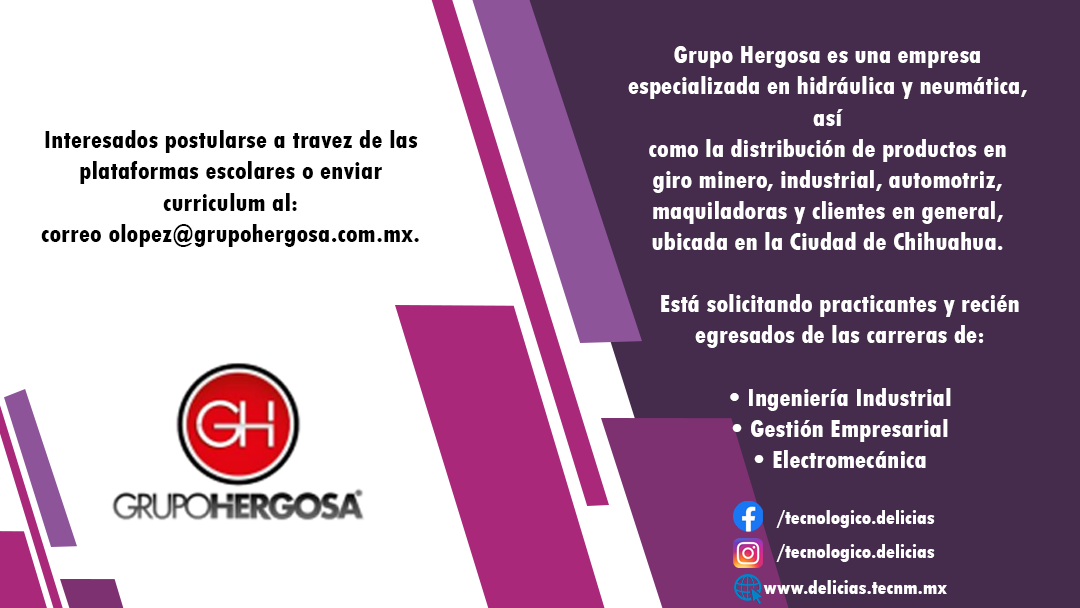 Interesados postularse a travez de las
plataformas escolares o enviar
curriculum al:
correo olopez@grupohergosa.com.mx.
GH
GRUPOHERGOSA®
Grupo Hergosa es una empresa
especializada en hidráulica y neumática,
así
como la distribución de productos en
giro minero, industrial, automotriz,
maquiladoras y clientes en general,
ubicada en la Ciudad de Chihuahua.
Está solicitando practicantes y recién
egresados de las carreras de:
• Ingeniería Industrial
• Gestión Empresarial
• Electromecánica
/tecnologico.delicias
/tecnologico.delicias
www.delicias.tecnm.mx